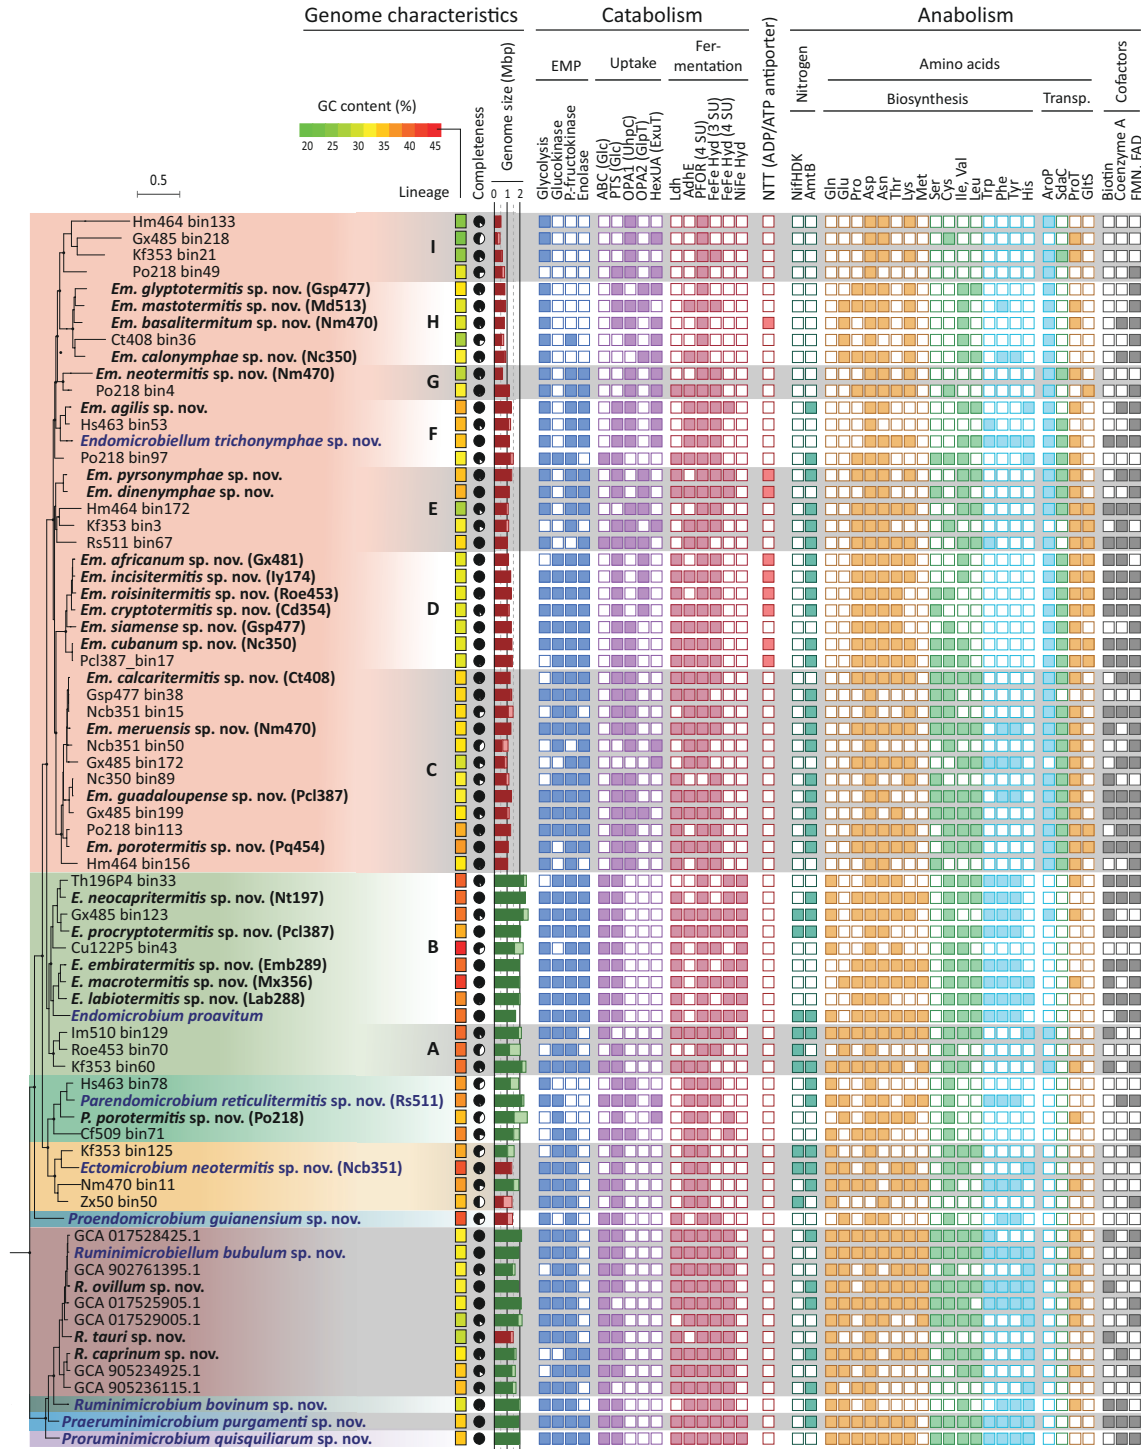 Genome characteristics
Catabolism
Anabolism
EMP
Uptake
Fer-
mentation
Nitrogen
Amino acids
Biosynthesis
Transp.
Cofactors
GC content (%)
20 25 30 35 40 45
0.5
Lineage
Completeness
Genome size (Mbp)
0 1 2
Glycolysis
Glucokinase
P.-fructokinase
Enolase
ABC (Glc)
PTS (Glc)
OPA1 (UhpC)
OPA2 (GlpT)
HexUA (ExuT)
Ldh
AdhE
PFOR (4 SU)
FeFe Hyd (3 SU)
FeFe Hyd (4 SU)
NiFe Hyd
NTT (ADP/ATP antiporter)
NifHDK
AmtB
Gln
Glu
Pro
Asp
Asn
Thr
Lys
Met
Ser
Cys
Ile, Val
Leu
Trp
Phe
Tyr
His
AroP
SdaC
ProT
GltS
Biotin
Coenzyme A
FMN, FAD
Hm464 bin133
Gx485 bin218
Kf353 bin21
Po218 bin49
I
Em. glyptotermitis sp. nov. (Gsp477)
Em. mastotermitis sp. nov. (Md513)
Em. basalitermitum sp. nov. (Nm470)
Ct408 bin36
Em. calonymphae sp. nov. (Nc350)
H
Em. neotermitis sp. nov. (Nm470)
Po218 bin4
G
Em. agilis sp. nov.
Hs463 bin53
Endomicrobiellum trichonymphae sp. nov.
Po218 bin97
F
Em. pyrsonymphae sp. nov.
Em. dinenymphae sp. nov.
Hm464 bin172
Kf353 bin3
Rs511 bin67
E
Em. africanum sp. nov. (Gx481)
Em. incisitermitis sp. nov. (Iy174)
Em. roisinitermitis sp. nov. (Roe453)
Em. cryptotermitis sp. nov. (Cd354)
Em. siamense sp. nov. (Gsp477)
Em. cubanum sp. nov. (Nc350)
Pcl387_bin17
D
Em. calcaritermitis sp. nov. (Ct408)
Gsp477 bin38
Ncb351 bin15
Em. meruensis sp. nov. (Nm470)
Ncb351 bin50
Gx485 bin172
Nc350 bin89
Em. guadaloupense sp. nov. (Pcl387)
Gx485 bin199
Po218 bin113
Em. porotermitis sp. nov. (Pq454)
Hm464 bin156
C
Th196P4 bin33
E. neocapritermitis sp. nov. (Nt197)
Gx485 bin123
E. procryptotermitis sp. nov. (Pcl387)
Cu122P5 bin43
E. embiratermitis sp. nov. (Emb289)
E. macrotermitis sp. nov. (Mx356)
E. labiotermitis sp. nov. (Lab288)
Endomicrobium proavitum
B
Im510 bin129
Roe453 bin70
Kf353 bin60
A
Hs463 bin78
Parendomicrobium reticulitermitis sp. nov. (Rs511)
P. porotermitis sp. nov. (Po218)
Cf509 bin71
Kf353 bin125
Ectomicrobium neotermitis sp. nov. (Ncb351)
Nm470 bin11
Zx50 bin50
Proendomicrobium guianensium sp. nov.
GCA 017528425.1
Ruminimicrobiellum bubulum sp. nov.
GCA 902761395.1
R. ovillum sp. nov.
GCA 017525905.1
GCA 017529005.1
R. tauri sp. nov.
R. caprinum sp. nov.
GCA 905234925.1
GCA 905236115.1
Ruminimicrobium bovinum sp. nov.
Praeruminimicrobium purgamenti sp. nov.
Proruminimicrobium quisquiliarum sp. nov.